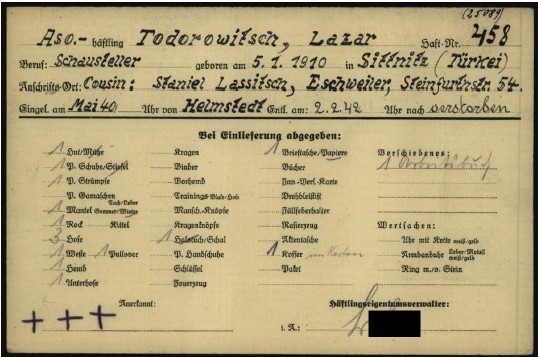 (25089)
Aso.- häftling Todorowitsch, Lazar Haft-Nr. 458
Beruf: Schausteller geboren am 5.1.1910 in Sittnitz (Türkei)
Anschrifts-Ort: Cousin: Staniel Lassitsch, Eschweiler, Steinfurthstr. 54.
Eingel. am Mai 40 Uhr von Helmstedt Entl. am: 2.2.42 Uhr nach verstorben
Bei Einlieferung abgegeben:
1 Hut/Mütze Kragen 1 Brieftasche/Papiere Verschiedenes:
1 P. Schuhe/Stiefel Binder Bücher 1 Arbeitsbuch
1 P. Strümpfe Vorhemd Inv.-Verf.-Karte
P. Gamaschen Trainings-Bluse/Hose Drehbleistift
1 Mantel Tuch/Leder Sommer/Winter Mansch.-Knöpfe Füllfederhalter
1 Rock Kittel Kragenknöpfe Rasierzeug Wertsachen:
3 Hose 1 Halstuch/Schal Aktentasche Uhr mit Kette weiß/gelb
1 Weste 1 Pullover P. Handschuhe 1 Koffer im Karton Armbanduhr Leder/Metall weiß/gelb
1 Hemd Schlüssel Paket Ring m./o. Stein
1 Unterhose Feuerzeug
Anerkannt: Häftlingseigentumsverwalter:
+++ i. A.: